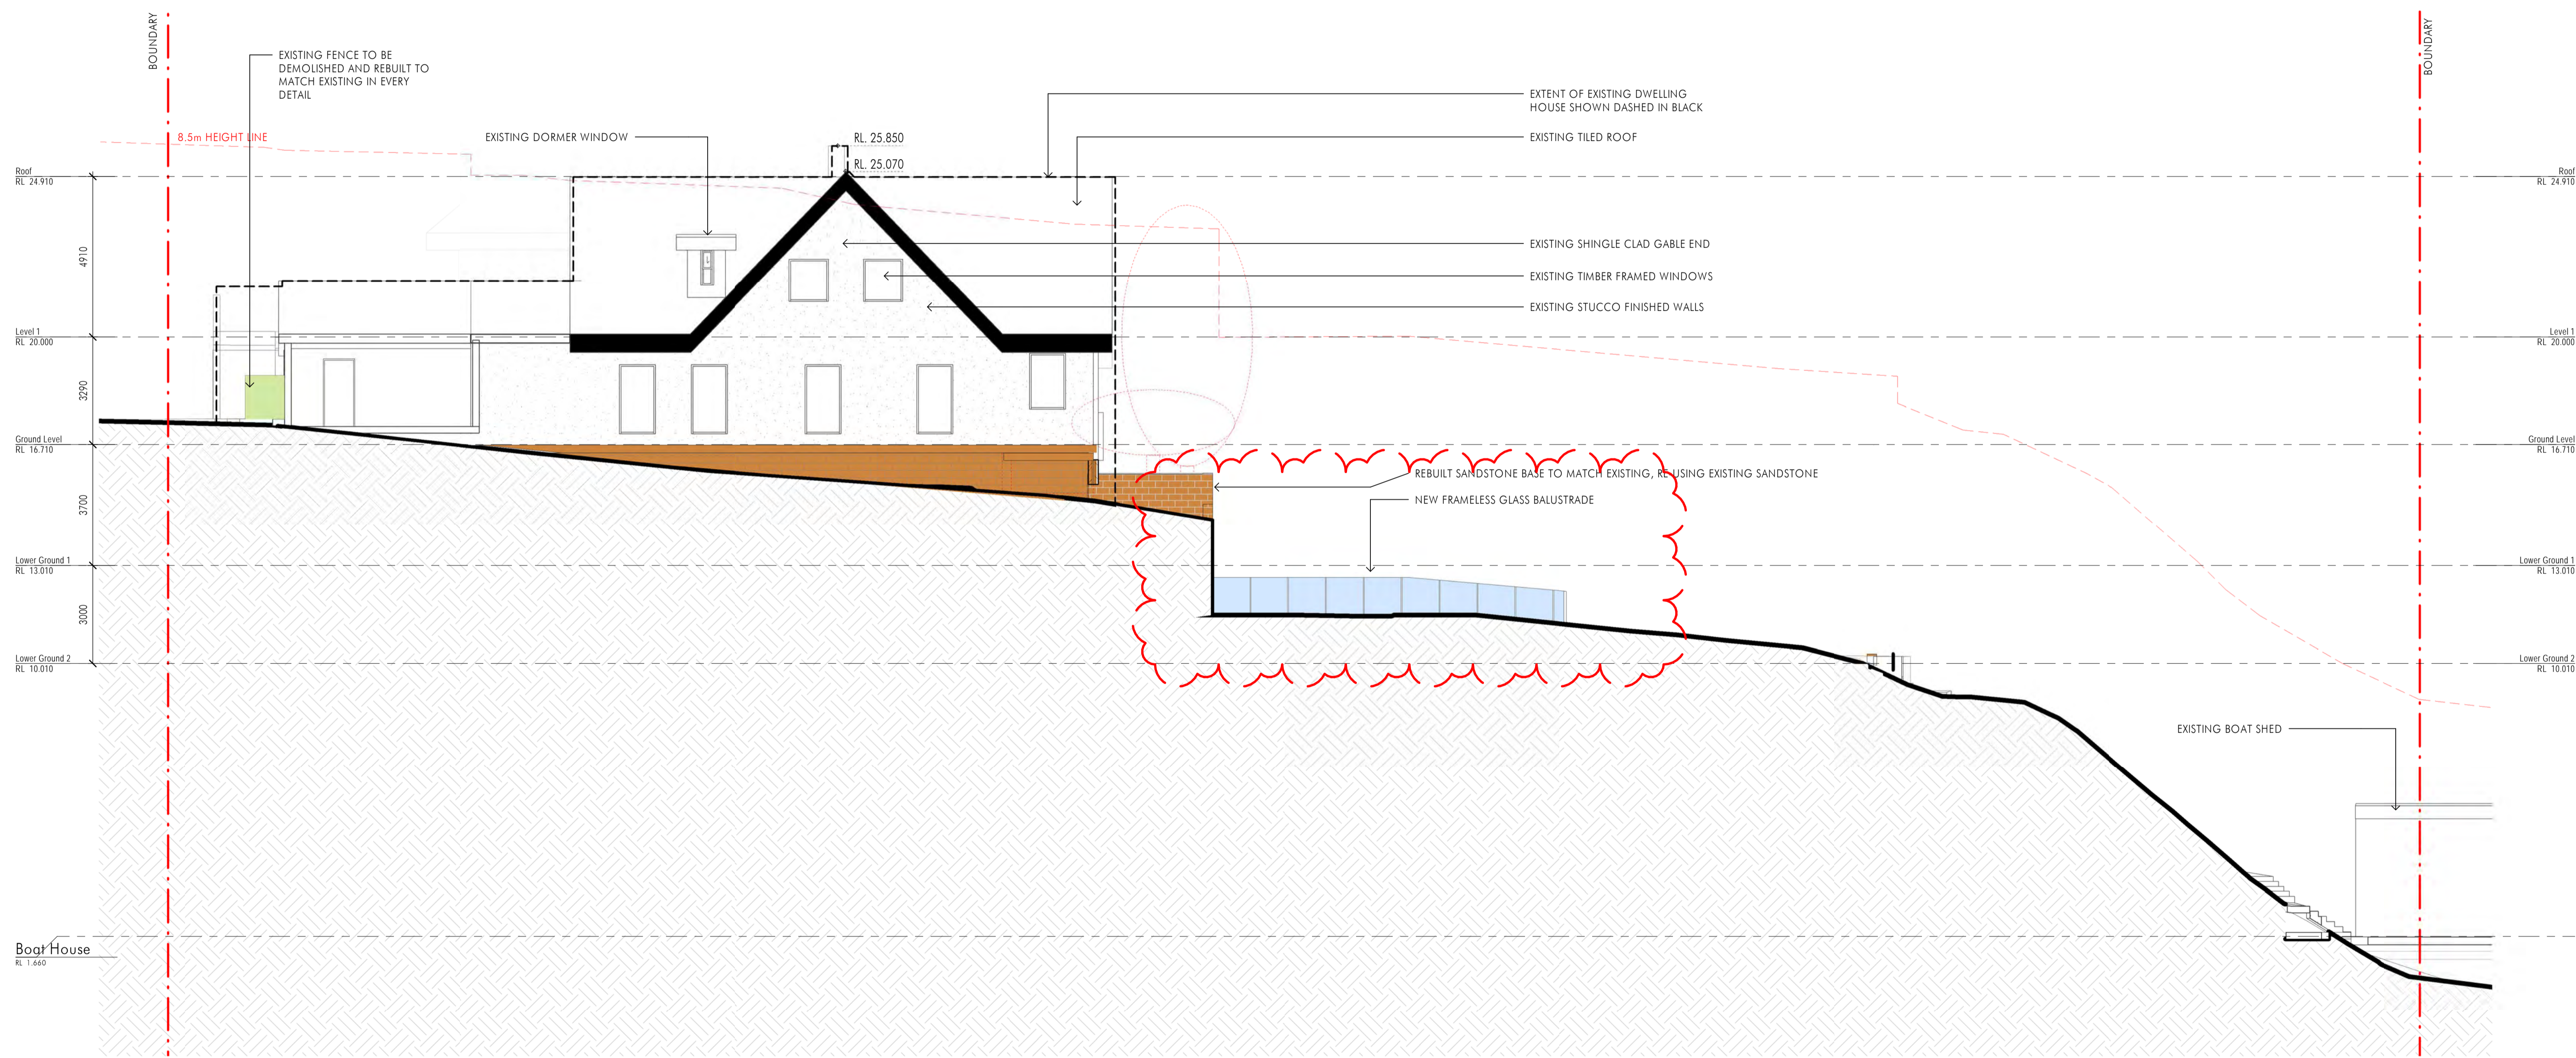 BOUNDARY
BOUNDARY
EXISTING FENCE TO BE
DEMOLISHED AND REBUILT TO
MATCH EXISTING IN EVERY
DETAIL
EXTENT OF EXISTING DWELLING
HOUSE SHOWN DASHED IN BLACK
8.5m HEIGHT LINE
EXISTING DORMER WINDOW
RL. 25.850
EXISTING TILED ROOF
RL. 25.070
Roof
RL 24.910
Roof
RL 24.910
4910
EXISTING SHINGLE CLAD GABLE END
EXISTING TIMBER FRAMED WINDOWS
EXISTING STUCCO FINISHED WALLS
Level 1
RL 20.000
Level 1
RL 20.000
3290
Ground Level
RL 16.710
Ground Level
RL 16.710
REBUILT SANDSTONE BASE TO MATCH EXISTING, RE-USING EXISTING SANDSTONE
NEW FRAMELESS GLASS BALUSTRADE
3700
Lower Ground 1
RL 13.010
Lower Ground 1
RL 13.010
3000
Lower Ground 2
RL 10.010
Lower Ground 2
RL 10.010
EXISTING BOAT SHED
Boat House
RL 1.660